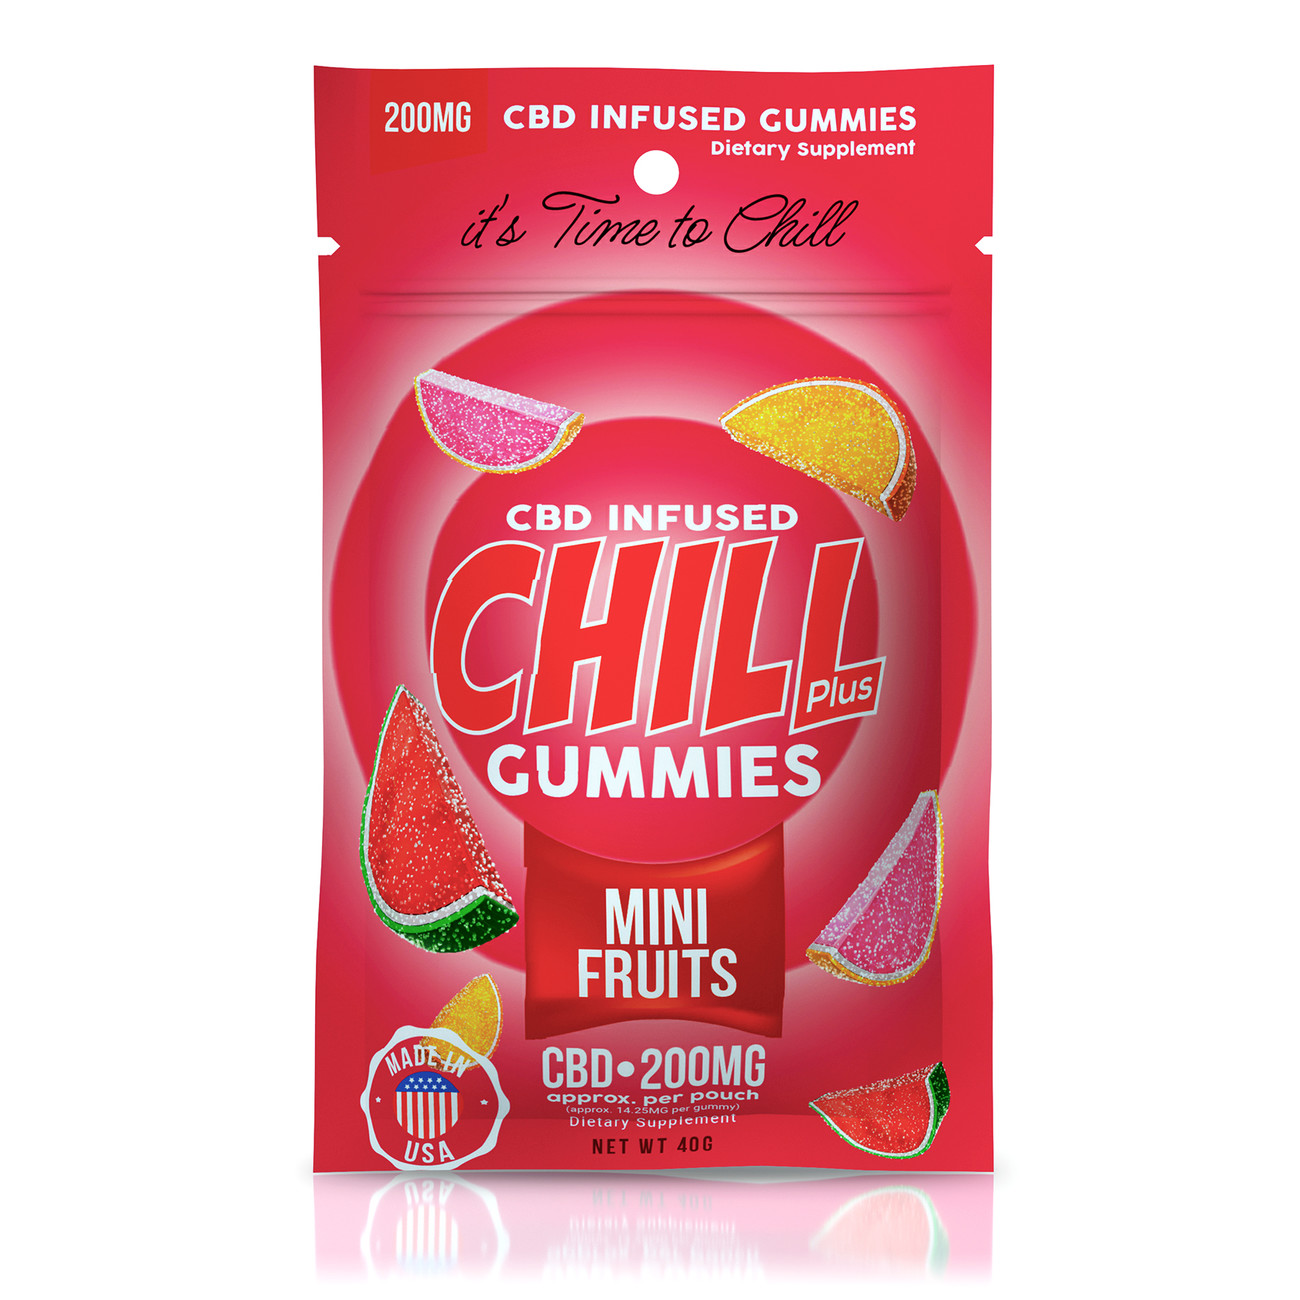 200MG CBD INFUSED GUMMIES
Dietary Supplement
it's Time to Chill
CBD INFUSED
CHILL
Plus
GUMMIES
MINI
FRUITS
CBD•200MG
approx. per pouch
(approx. 14.25MG per gummy)
Dietary Supplement
NET WT 40G
MADE IN
USA